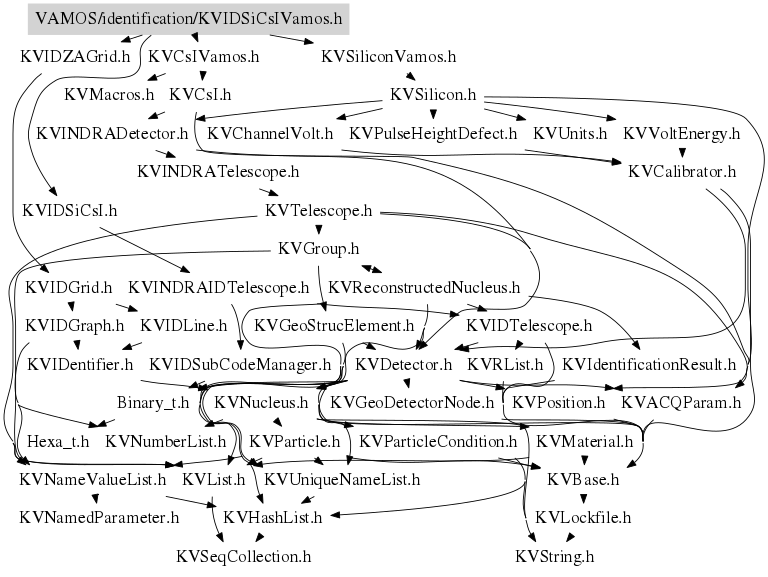 VAMOS/identification/KVIDSiCsIVamos.h
KVIDZAGrid.h
KVCsIVamos.h
KVSiliconVamos.h
KVMacros.h
KVCsI.h
KVSilicon.h
KVINDRADetector.h
KVChannelVolt.h
KVPulseHeightDefect.h
KVUnits.h
KVVoltEnergy.h
KVINDRATelescope.h
KVCalibrator.h
KVIDSiCsI.h
KVTelescope.h
KVGroup.h
KVIDGrid.h
KVINDRAIDTelescope.h
KVReconstructedNucleus.h
KVIDGraph.h
KVIDLine.h
KVGeoStrucElement.h
KVIDTelescope.h
KVIDentifier.h
KVIDSubCodeManager.h
KVDetector.h
KVRList.h
KVIdentificationResult.h
Binary_t.h
KVNucleus.h
KVGeoDetectorNode.h
KVPosition.h
KVACQParam.h
Hexa_t.h
KVNumberList.h
KVParticle.h
KVParticleCondition.h
KVMaterial.h
KVNameValueList.h
KVList.h
KVUniqueNameList.h
KVBase.h
KVNamedParameter.h
KVHashList.h
KVLockfile.h
KVSeqCollection.h
KVString.h